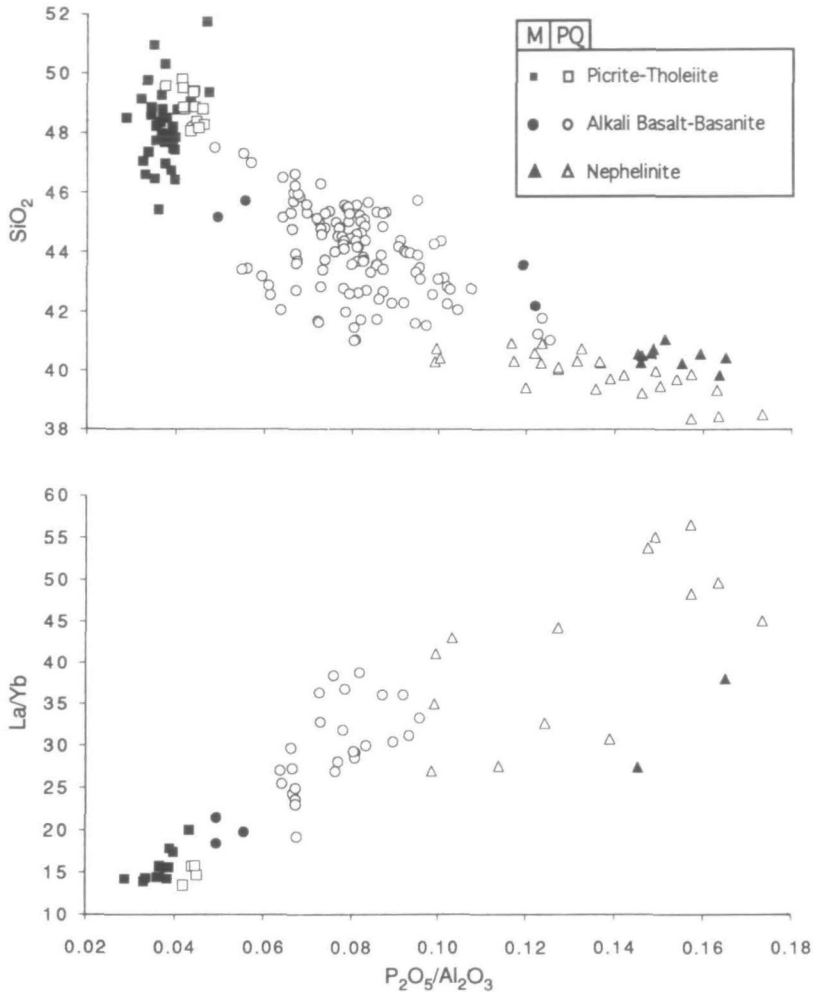 52
50
48
46
44
42
40
38
SiO₂
M PQ
Picrite-Tholeiite
Alkali Basalt-Basanite
Nephelinite
60
55
50
45
40
35
30
25
20
15
10
La/Yb
0.02 0.04 0.06 0.08 0.10 0.12 0.14 0.16 0.18
P₂O₅/Al₂O₃